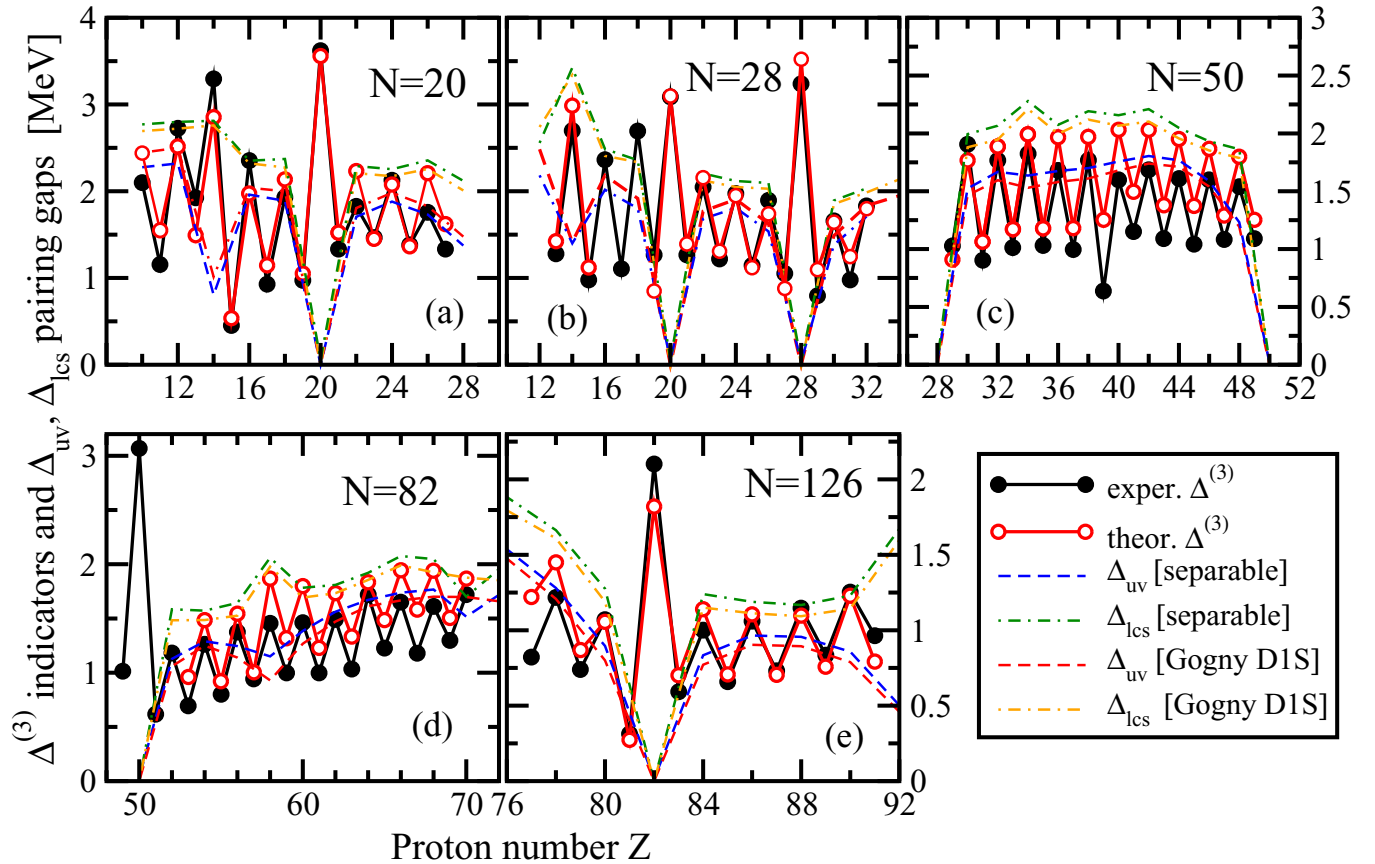 Δ(3) indicators and Δuv, Δlcs pairing gaps [MeV]
4
3
2
1
0
N=20
(a)
12 16 20 24 28
N=28
(b)
12 16 20 24 28 32
N=50
(c)
28 32 36 40 44 48 52
3
2.5
2
1.5
1
0.5
0
3
2
1
0
N=82
(d)
50 60 70
N=126
(e)
76 80 84 88 92
2
1.5
1
0.5
0
exper. Δ(3)
theor. Δ(3)
Δuv [separable]
Δlcs [separable]
Δuv [Gogny D1S]
Δlcs [Gogny D1S]
Proton number Z